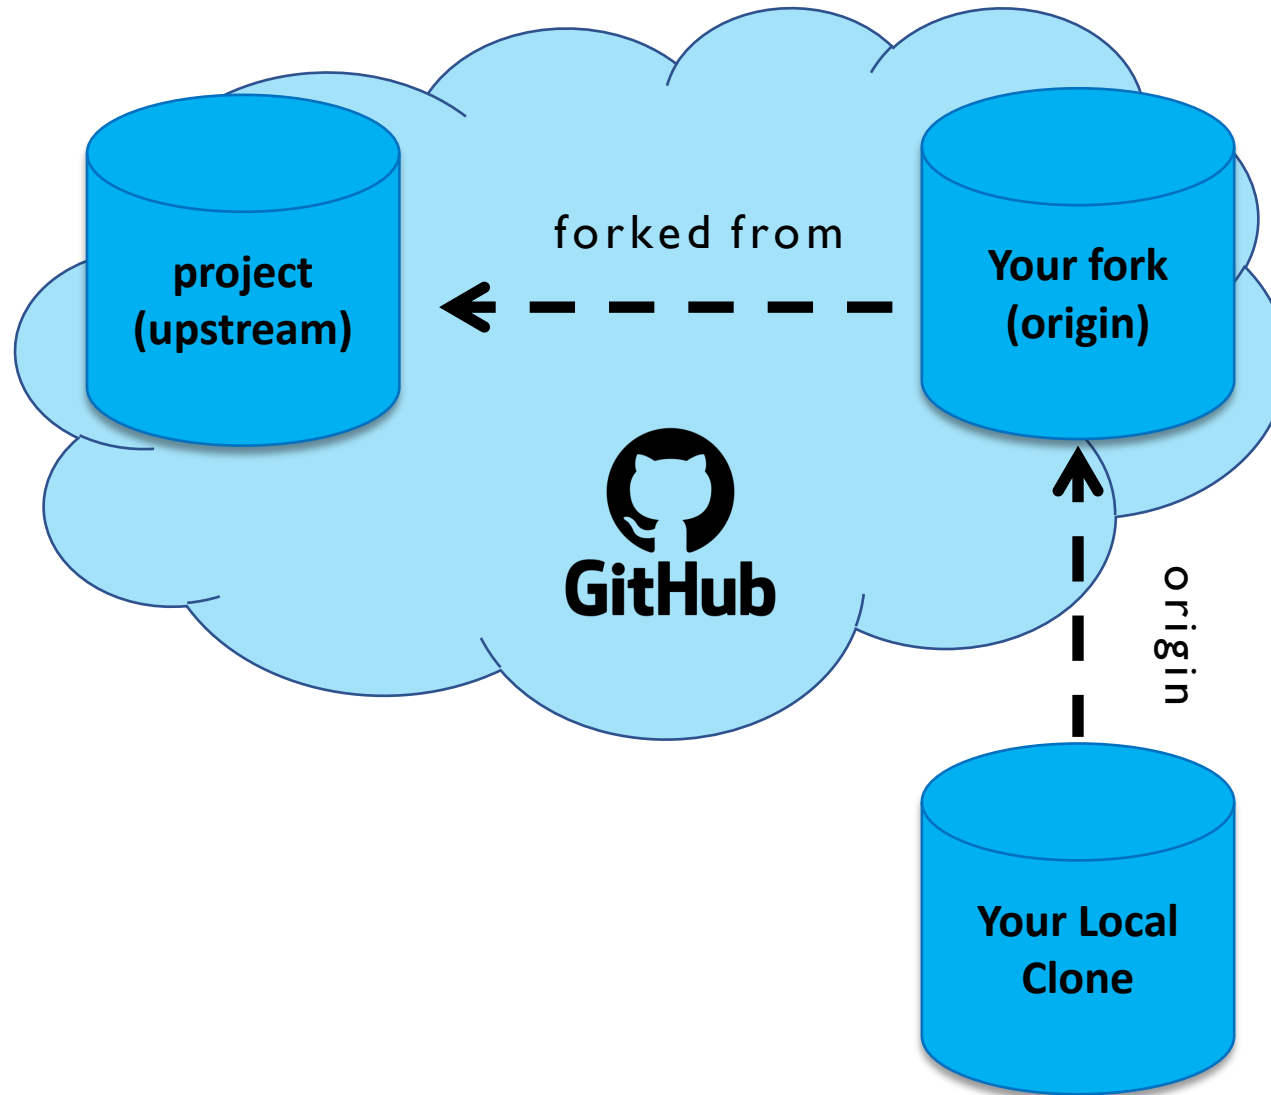 forked from
project
(upstream)
Your fork
(origin)
GitHub
origin
Your Local
Clone